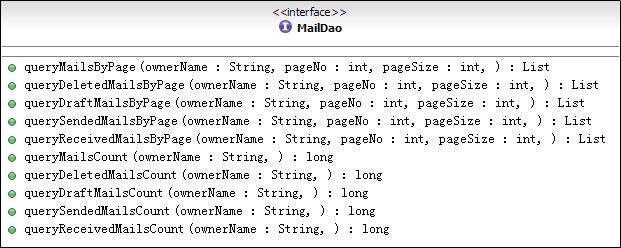 <<interface>>
I MailDao
queryMailsByPage(ownerName : String, pageNo : int, pageSize : int, ) : List
queryDeletedMailsByPage(ownerName : String, pageNo : int, pageSize : int, ) : List
queryDraftMailsByPage(ownerName : String, pageNo : int, pageSize : int, ) : List
querySendedMailsByPage(ownerName : String, pageNo : int, pageSize : int, ) : List
queryReceivedMailsByPage(ownerName : String, pageNo : int, pageSize : int, ) : List
queryMailsCount(ownerName : String, ) : long
queryDeletedMailsCount(ownerName : String, ) : long
queryDraftMailsCount(ownerName : String, ) : long
querySendedMailsCount(ownerName : String, ) : long
queryReceivedMailsCount(ownerName : String, ) : long